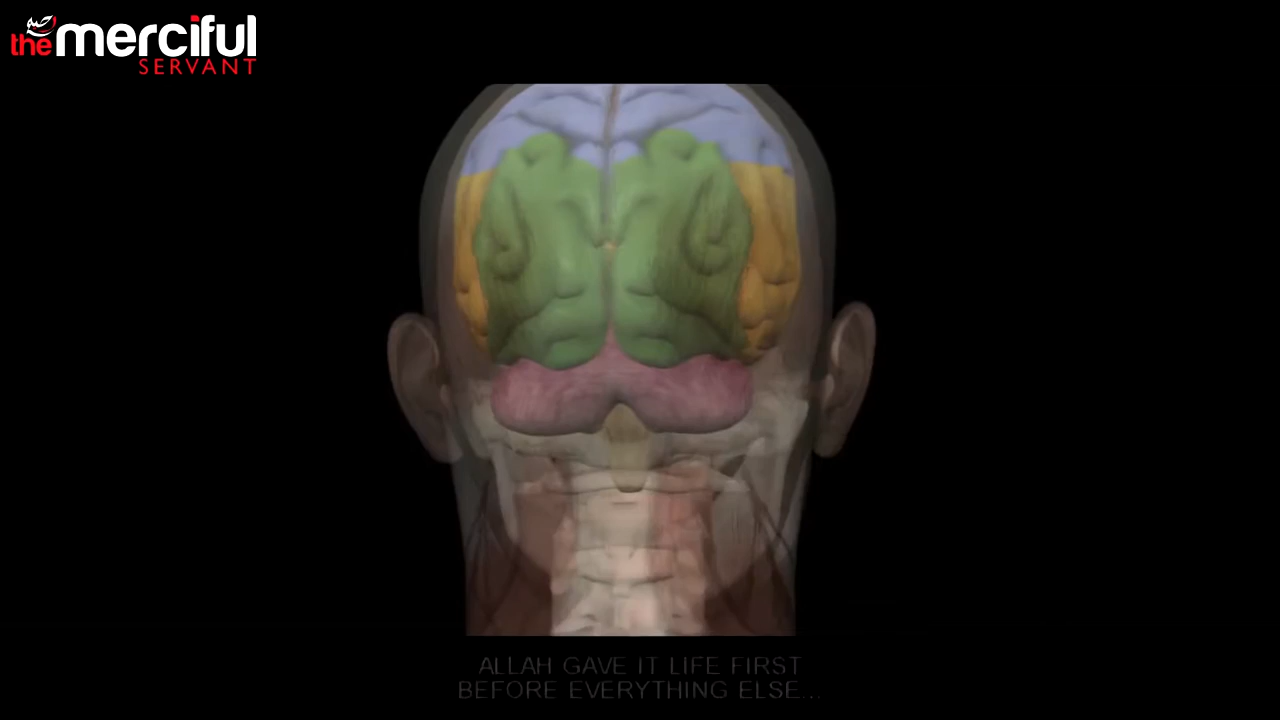 the merciful
SERVANT
ALLAH GAVE IT LIFE FIRST
BEFORE EVERYTHING ELSE...